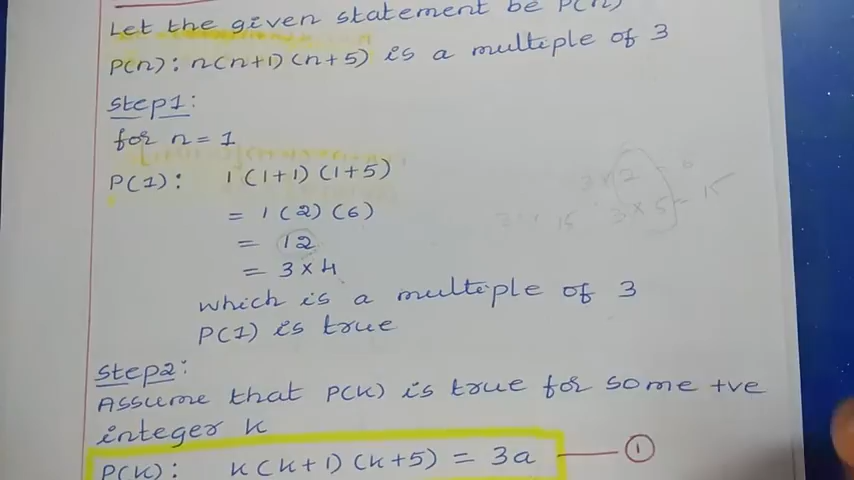 Let the given statement be P(n)
P(n): n(n+1)(n+5) is a multiple of 3
Step1:
for n = 1
P(1): 1(1+1)(1+5)
= 1(2)(6)
= 12
= 3×4
which is a multiple of 3
P(1) is true
Step2:
Assume that P(k) is true for some +ve
integer k
P(k): k(k+1)(k+5) = 3a —— ①